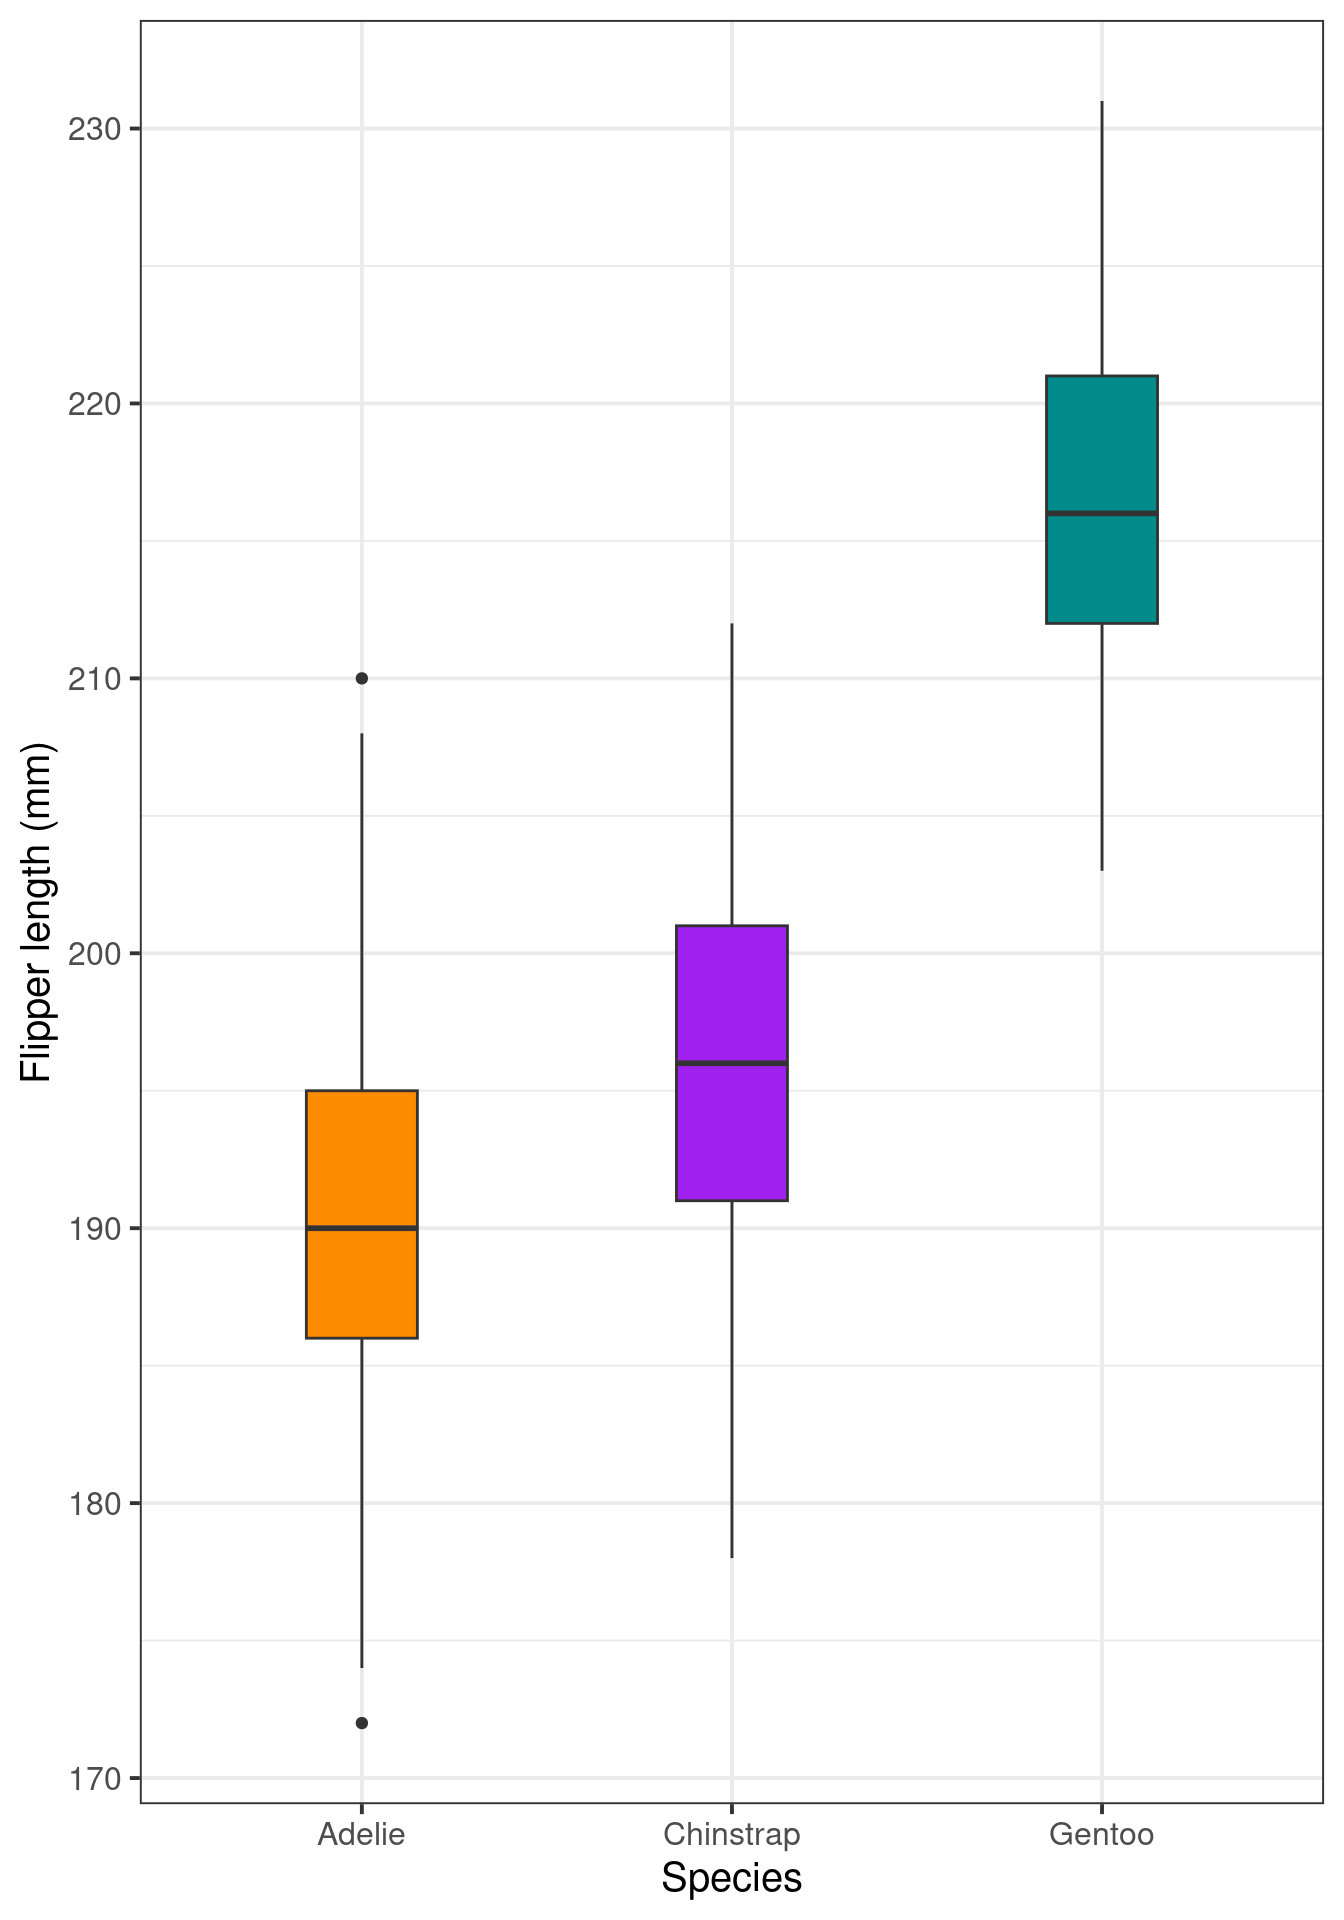 Flipper length (mm)
230
220
210
200
190
180
170
Adelie
Chinstrap
Gentoo
Species